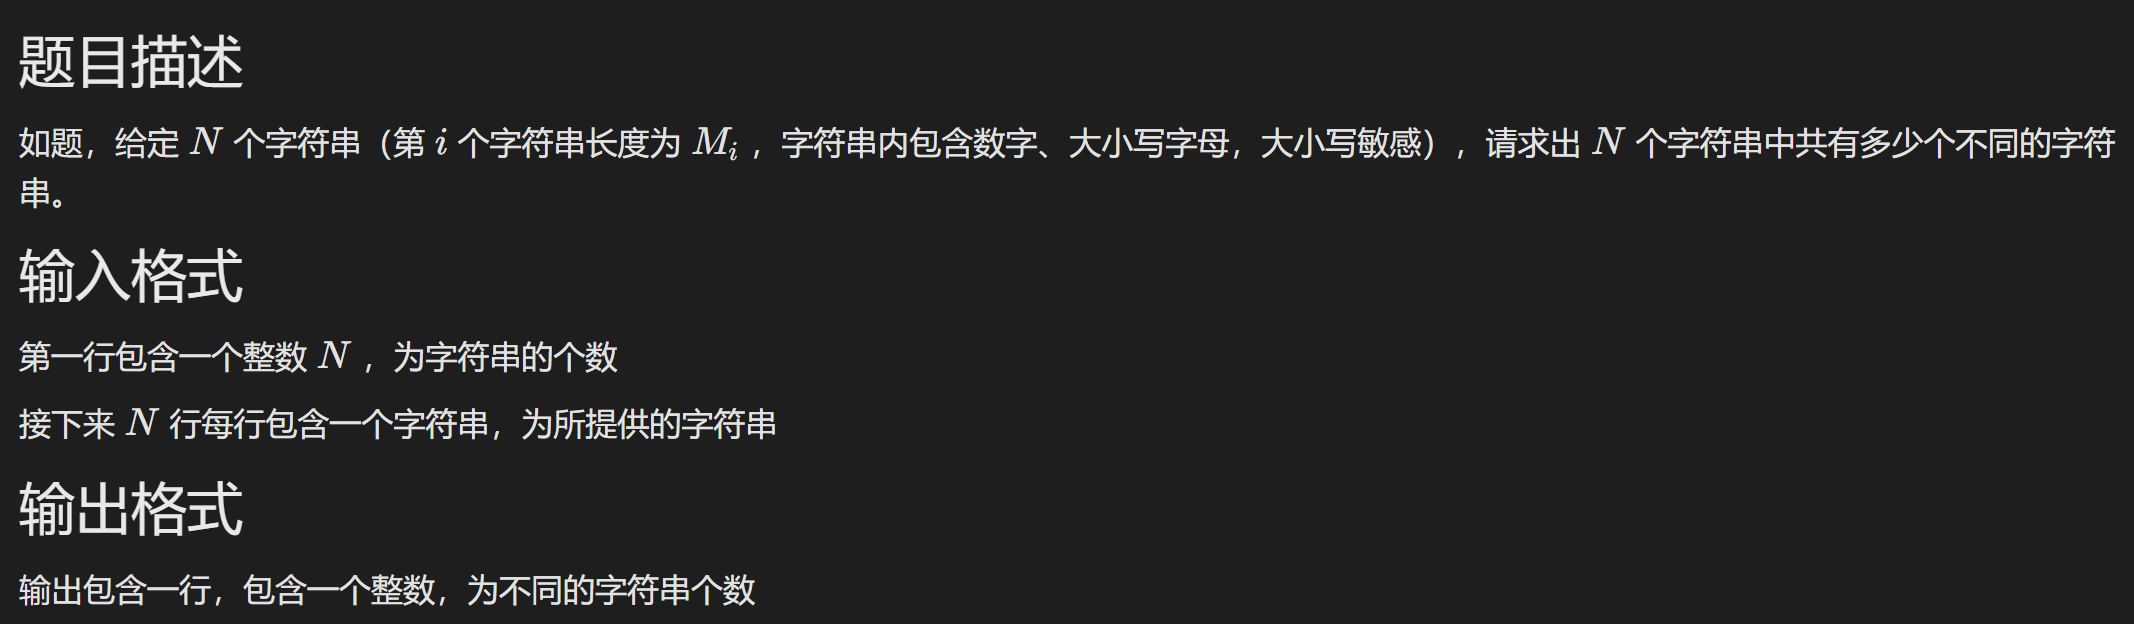 题目描述
如题，给定 N 个字符串（第 i 个字符串长度为 Mi ，字符串内包含数字、大小写字母，大小写敏感），请求出 N 个字符串中共有多少个不同的字符
串。
输入格式
第一行包含一个整数 N ，为字符串的个数
接下来 N 行每行包含一个字符串，为所提供的字符串
输出格式
输出包含一行，包含一个整数，为不同的字符串个数